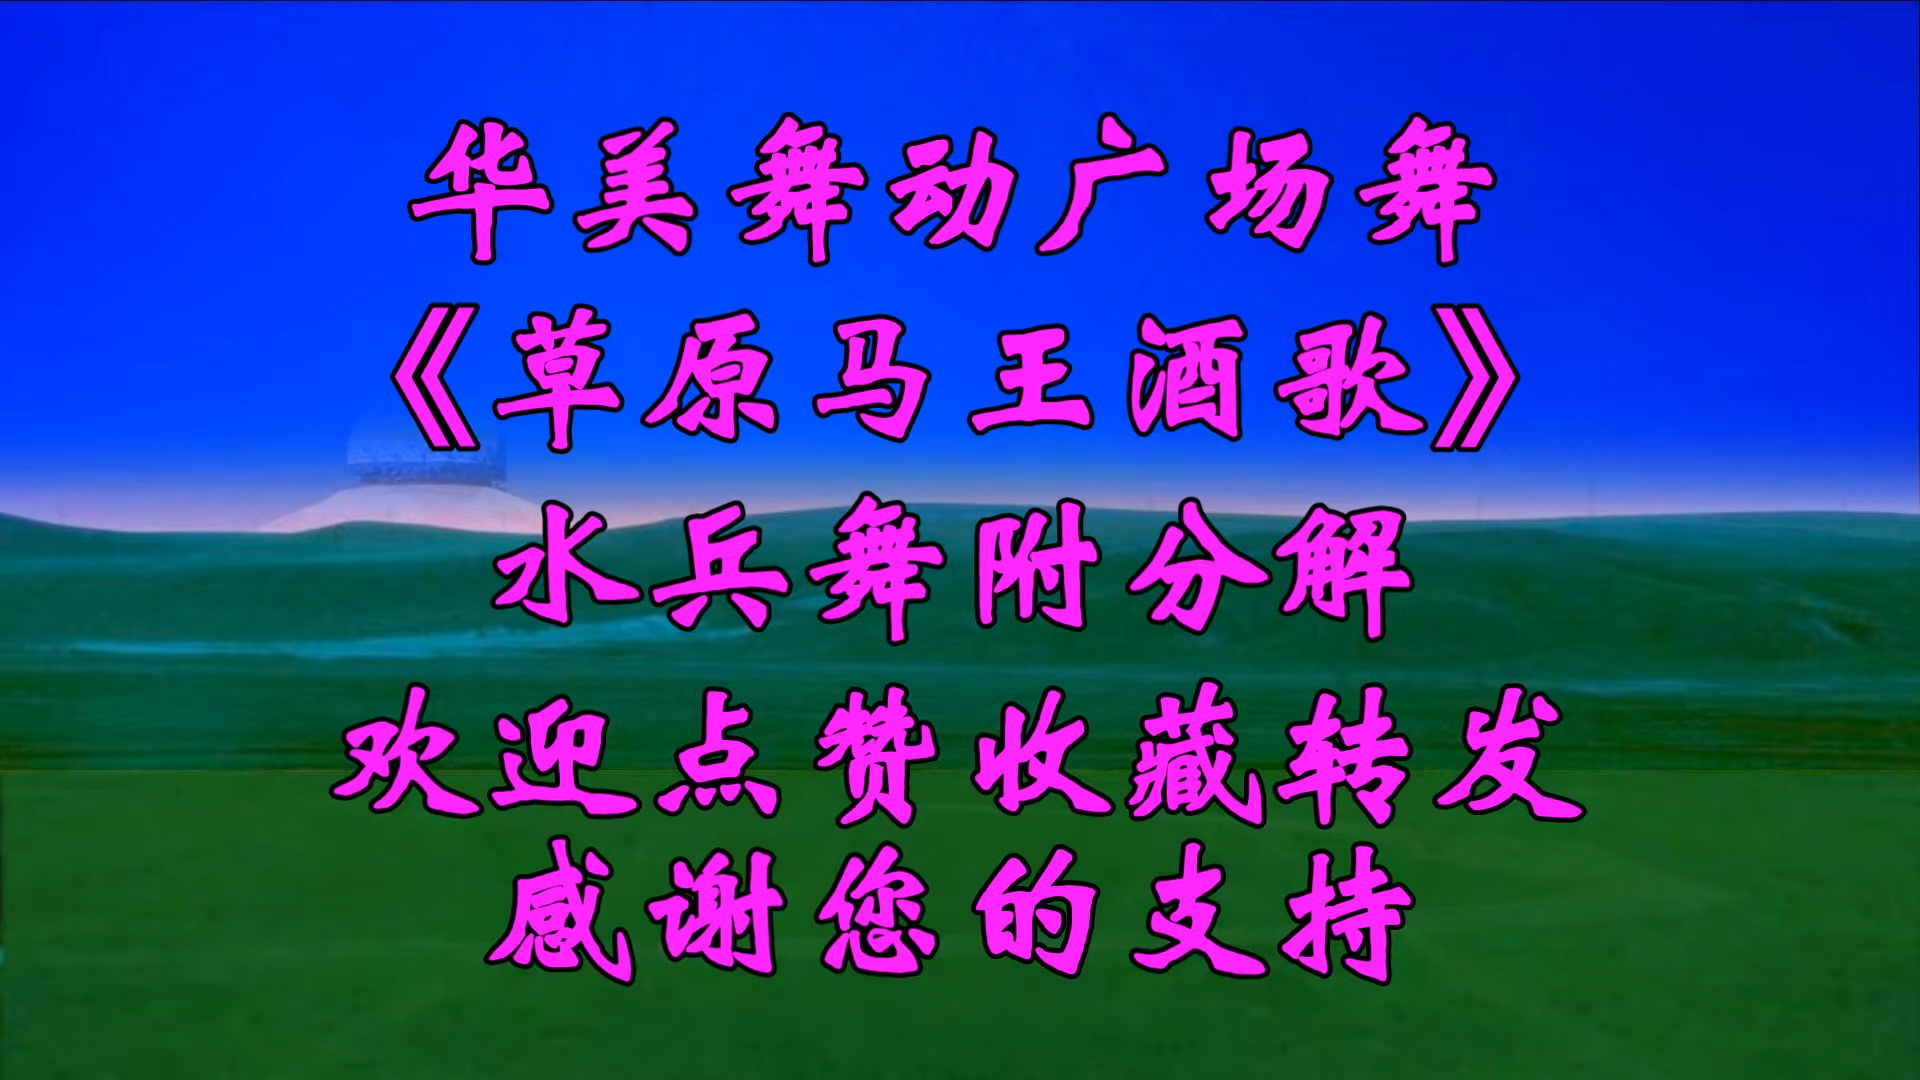 华美舞动广场舞
《草原马王酒歌》
水兵舞附分解
欢迎点赞收藏转发
感谢您的支持